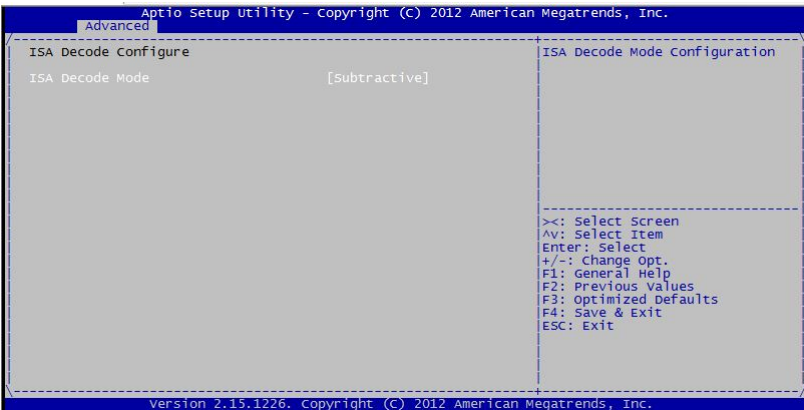 Aptio Setup Utility - Copyright (C) 2012 American Megatrends, Inc.
Advanced
ISA Decode Configure
ISA Decode Mode [Subtractive]
ISA Decode Mode Configuration
><: Select Screen
^v: Select Item
Enter: Select
+/-: Change Opt.
F1: General Help
F2: Previous Values
F3: Optimized Defaults
F4: Save & Exit
ESC: Exit
Version 2.15.1226. Copyright (C) 2012 American Megatrends, Inc.